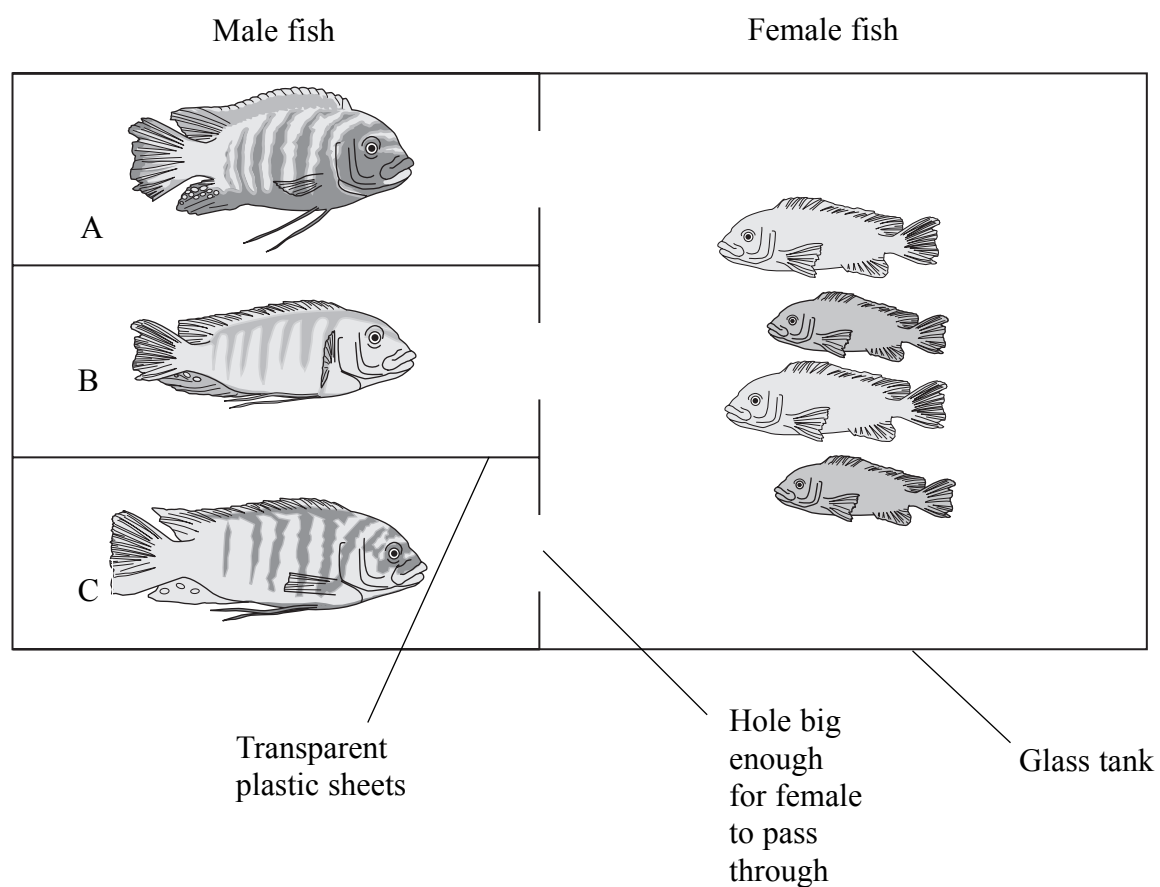 Male fish
Female fish
A
B
C
Transparent
plastic sheets
Hole big
enough
for female
to pass
through
Glass tank